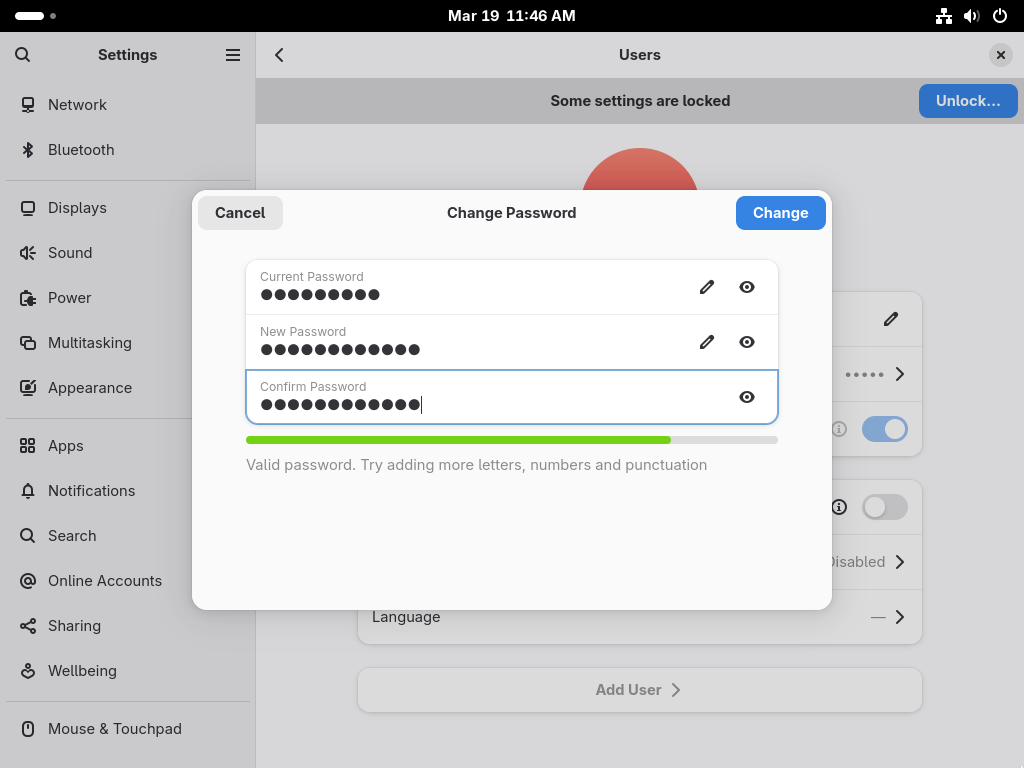 Mar 19 11:46 AM
Settings
Users
Network
Some settings are locked
Unlock...
Bluetooth
Displays
Sound
Power
Multitasking
Appearance
Apps
Notifications
Search
Online Accounts
Sharing
Wellbeing
Mouse & Touchpad
Cancel
Change Password
Change
Current Password
●●●●●●●●●
New Password
●●●●●●●●●●●●
Confirm Password
●●●●●●●●●●●●
Valid password. Try adding more letters, numbers and punctuation
●●●●●
Disabled
Language
—
Add User